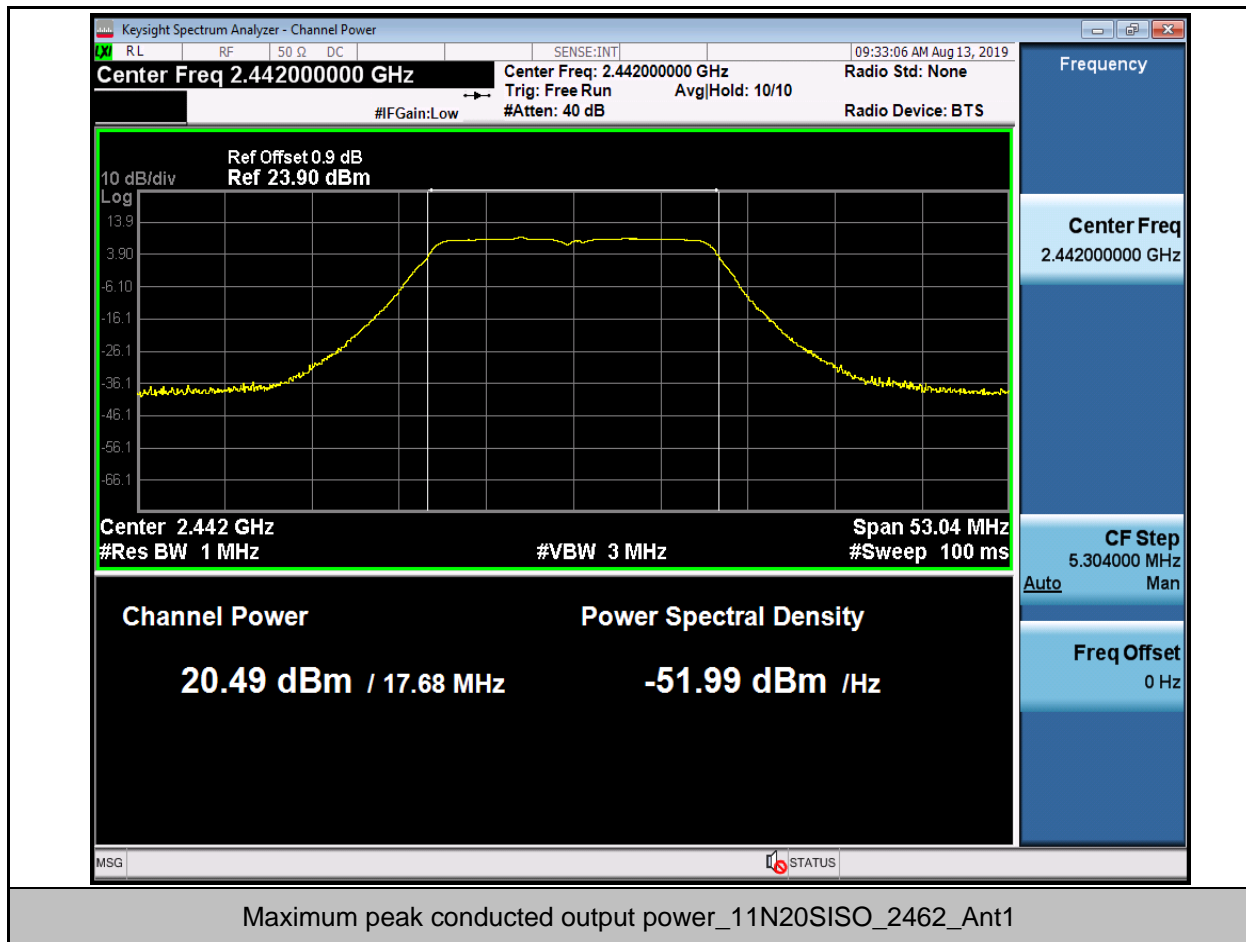 Keysight Spectrum Analyzer - Channel Power
LXI RL RF 50 Ω DC SENSE:INT 09:33:06 AM Aug 13, 2019
Center Freq 2.442000000 GHz
Center Freq: 2.442000000 GHz
Radio Std: None
Trig: Free Run Avg|Hold: 10/10
#IFGain:Low
#Atten: 40 dB
Radio Device: BTS
Frequency
Ref Offset 0.9 dB
10 dB/div Ref 23.90 dBm
Log
13.9
3.90
-6.10
-16.1
-26.1
-36.1
-46.1
-56.1
-66.1
Center 2.442 GHz Span 53.04 MHz
#Res BW 1 MHz #VBW 3 MHz #Sweep 100 ms
Center Freq
2.442000000 GHz
CF Step
5.304000 MHz
Auto Man
Freq Offset
0 Hz
Channel Power Power Spectral Density
20.49 dBm / 17.68 MHz -51.99 dBm /Hz
MSG STATUS
Maximum peak conducted output power_11N20SISO_2462_Ant1